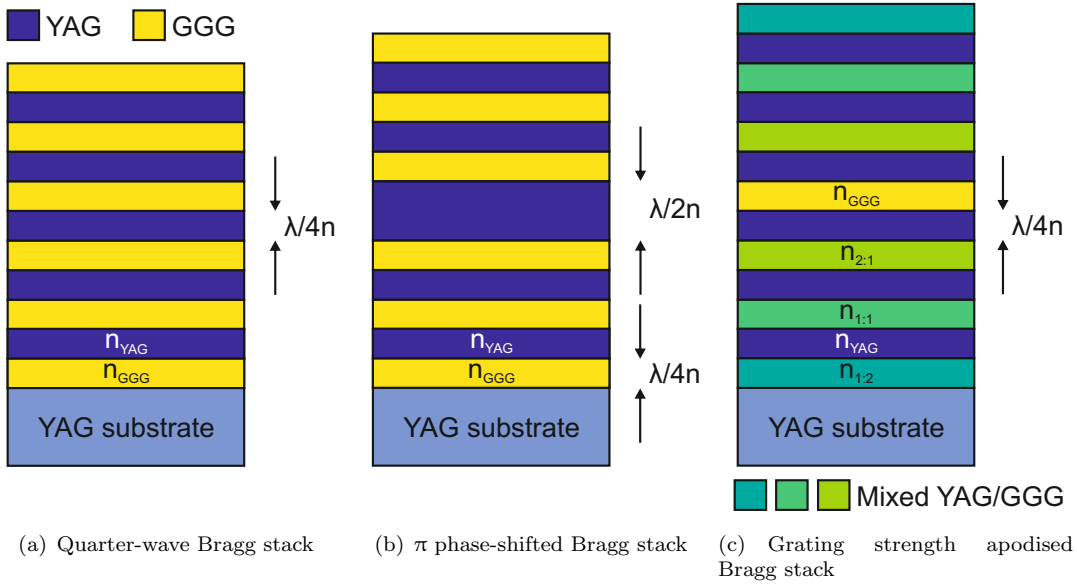 YAG GGG
n_YAG
n_GGG
YAG substrate
λ/4n
(a) Quarter-wave Bragg stack
λ/2n
n_YAG
n_GGG
λ/4n
YAG substrate
(b) π phase-shifted Bragg stack
n_GGG
n_2:1
n_1:1
n_YAG
n_1:2
λ/4n
YAG substrate
Mixed YAG/GGG
(c) Grating strength apodised
Bragg stack